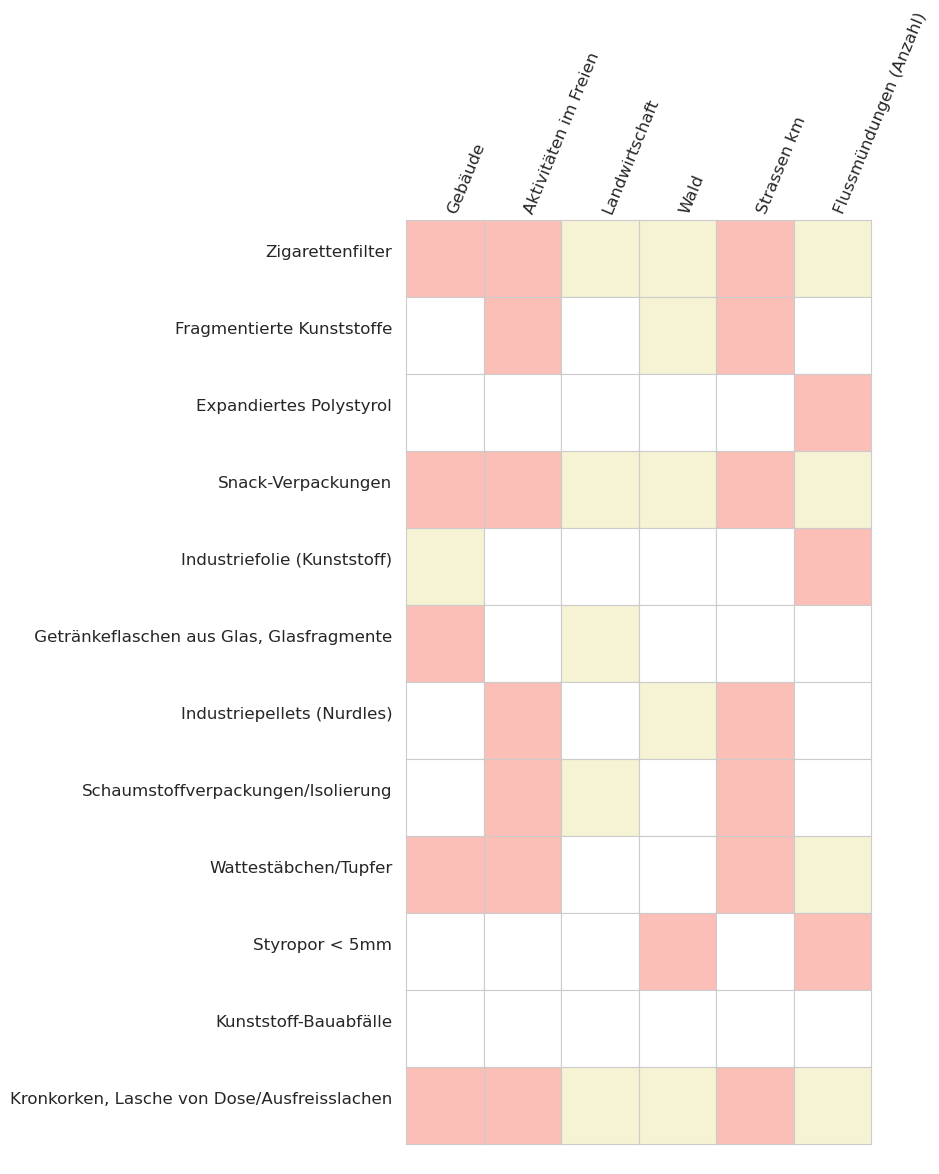 Gebäude
Aktivitäten im Freien
Landwirtschaft
Wald
Strassen km
Flussmündungen (Anzahl)
Zigarettenfilter
Fragmentierte Kunststoffe
Expandiertes Polystyrol
Snack-Verpackungen
Industriefolie (Kunststoff)
Getränkeflaschen aus Glas, Glasfragmente
Industriepellets (Nurdles)
Schaumstoffverpackungen/Isolierung
Wattestäbchen/Tupfer
Styropor < 5mm
Kunststoff-Bauabfälle
Kronkorken, Lasche von Dose/Ausfreisslachen